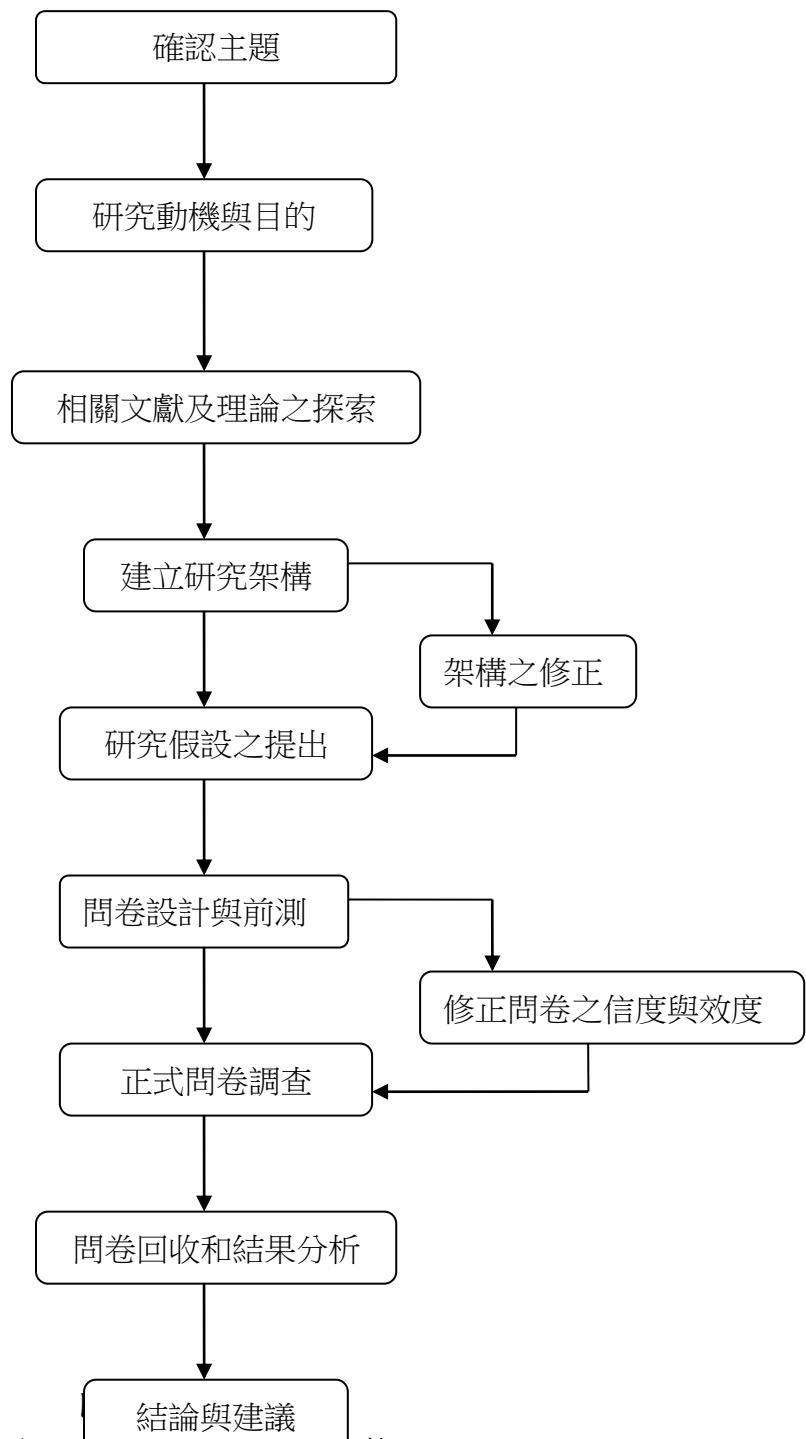 確認主題
研究動機與目的
相關文獻及理論之探索
建立研究架構
架構之修正
研究假設之提出
問卷設計與前測
修正問卷之信度與效度
正式問卷調查
問卷回收和結果分析
結論與建議